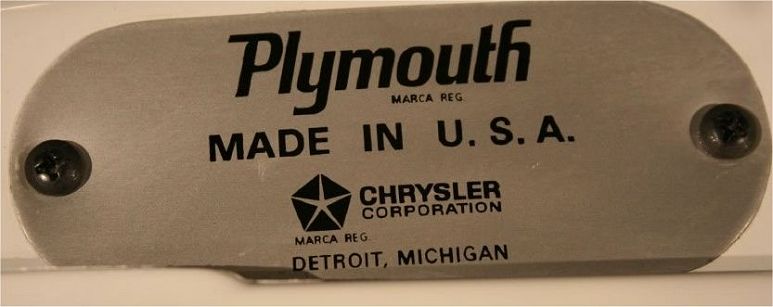 Plymouth
MARCA REG.
MADE IN U.S.A.
CHRYSLER
CORPORATION
MARCA REG.
DETROIT, MICHIGAN